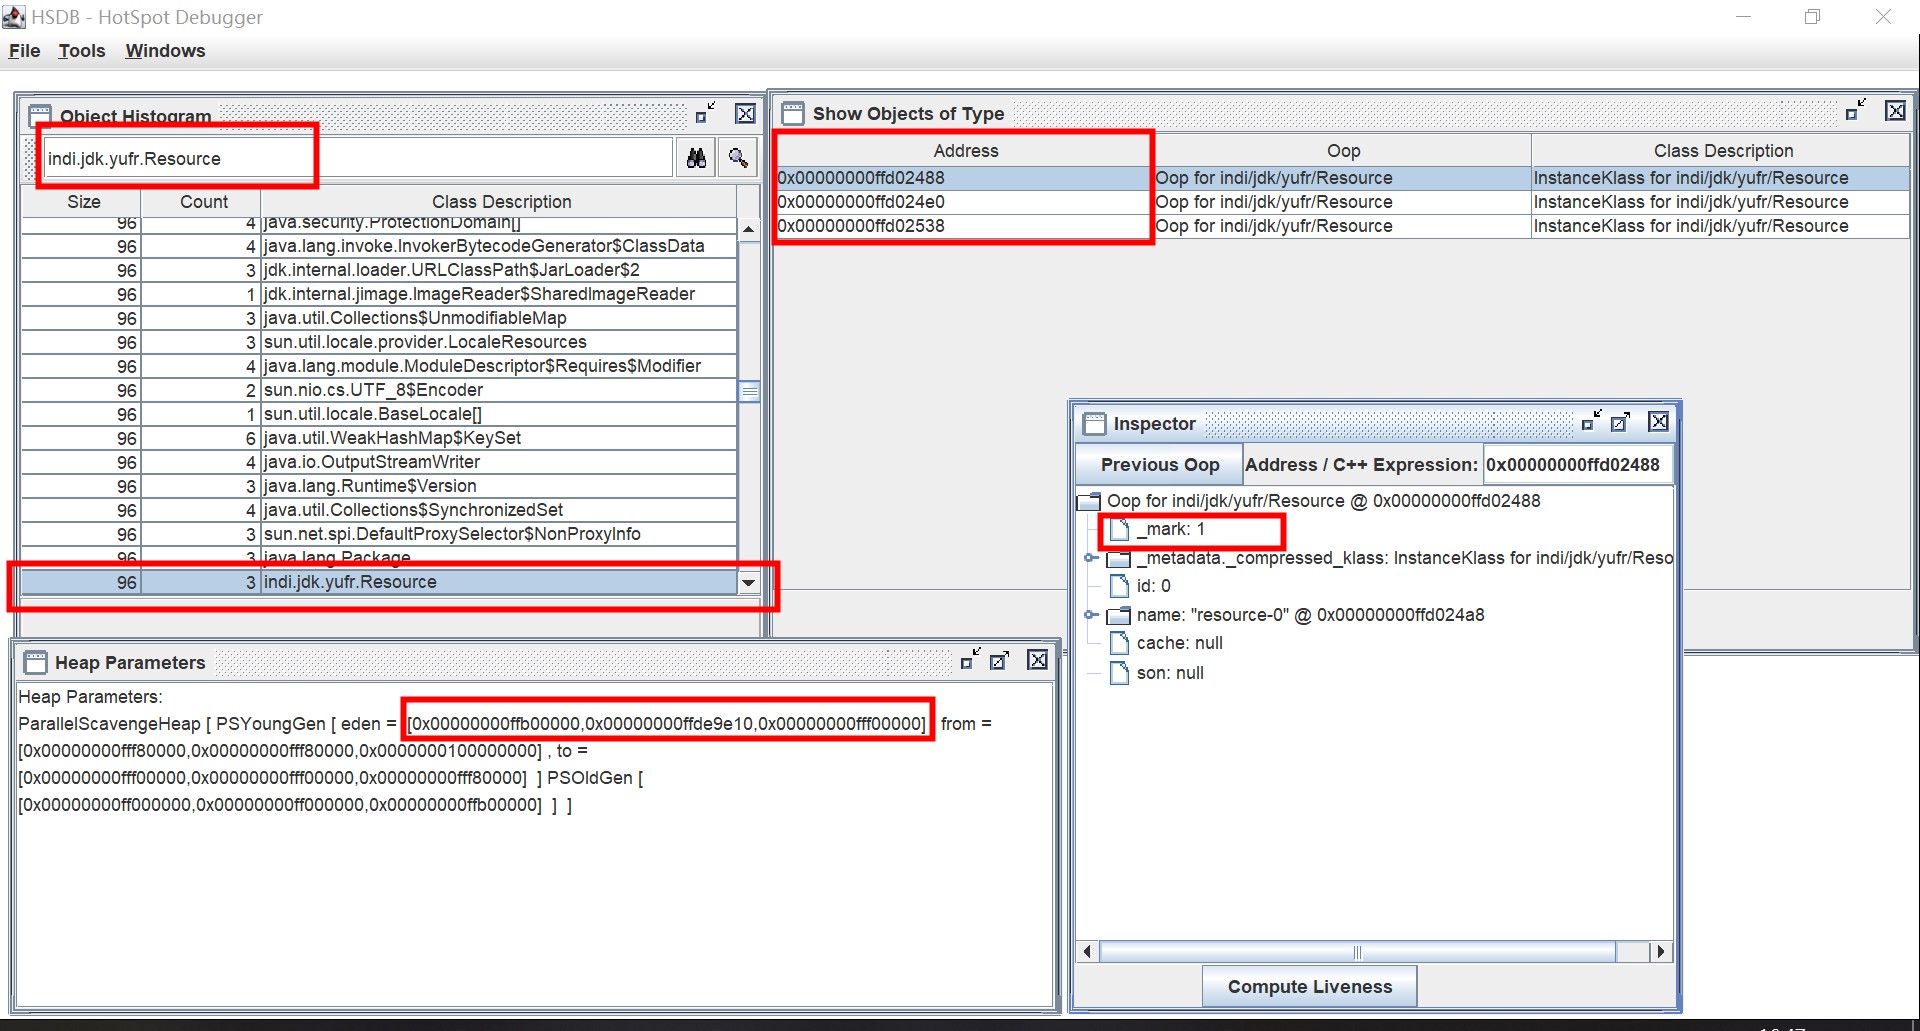 HSDB - HotSpot Debugger
File Tools Windows
Object Histogram
indi.jdk.yufr.Resource
Size Count Class Description
96 4 java.security.ProtectionDomain[]
96 4 java.lang.invoke.InvokerBytecodeGenerator$ClassData
96 3 jdk.internal.loader.URLClassPath$JarLoader$2
96 1 jdk.internal.jimage.ImageReader$SharedImageReader
96 3 java.util.Collections$UnmodifiableMap
96 3 sun.util.locale.provider.LocaleResources
96 4 java.lang.module.ModuleDescriptor$Requires$Modifier
96 2 sun.nio.cs.UTF_8$Encoder
96 1 sun.util.locale.BaseLocale[]
96 6 java.util.WeakHashMap$KeySet
96 4 java.io.OutputStreamWriter
96 3 java.lang.Runtime$Version
96 4 java.util.Collections$SynchronizedSet
96 3 sun.net.spi.DefaultProxySelector$NonProxyInfo
96 3 java.lang.Package
96 3 indi.jdk.yufr.Resource
Show Objects of Type
Address Oop Class Description
0x00000000ffd02488 Oop for indi/jdk/yufr/Resource InstanceKlass for indi/jdk/yufr/Resource
0x00000000ffd024e0 Oop for indi/jdk/yufr/Resource InstanceKlass for indi/jdk/yufr/Resource
0x00000000ffd02538 Oop for indi/jdk/yufr/Resource InstanceKlass for indi/jdk/yufr/Resource
Inspector
Previous Oop Address / C++ Expression: 0x00000000ffd02488
Oop for indi/jdk/yufr/Resource @ 0x00000000ffd02488
_mark: 1
_metadata._compressed_klass: InstanceKlass for indi/jdk/yufr/Reso
id: 0
name: "resource-0" @ 0x00000000ffd024a8
cache: null
son: null
Compute Liveness
Heap Parameters
Heap Parameters:
ParallelScavengeHeap [ PSYoungGen [ eden = [0x00000000ffb00000,0x00000000ffde9e10,0x00000000fff00000] from =
[0x00000000fff80000,0x00000000fff80000,0x0000000100000000] , to =
[0x00000000fff00000,0x00000000fff00000,0x00000000fff80000] ] PSOldGen [
[0x00000000ff000000,0x00000000ff000000,0x00000000ffb00000] ] ]